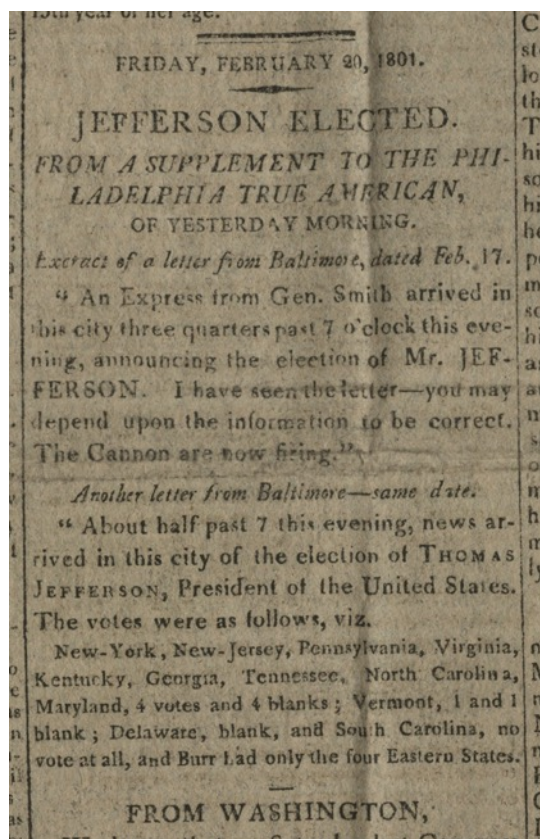 15th year of her age.
FRIDAY, FEBRUARY 20, 1801.
JEFFERSON ELECTED.
FROM A SUPPLEMENT TO THE PHI-
LADELPHIA TRUE AMERICAN,
OF YESTERDAY MORNING.
Extract of a letter from Baltimore, dated Feb. 17.
“ An Express from Gen. Smith arrived in
this city three quarters past 7 o'clock this eve-
ning, announcing the election of Mr. JEF-
FERSON. I have seen the letter—you may
depend upon the information to be correct.
The Cannon are now firing.”
Another letter from Baltimore—same date.
“ About half past 7 this evening, news ar-
rived in this city of the election of THOMAS
JEFFERSON, President of the United States.
The votes were as follows, viz.
New-York, New-Jersey, Pennsylvania, Virginia,
Kentucky, Georgia, Tennessee, North Carolina,
Maryland, 4 votes and 4 blanks ; Vermont, 1 and 1
blank ; Delaware, blank, and South Carolina, no
vote at all, and Burr had only the four Eastern States.
FROM WASHINGTON,